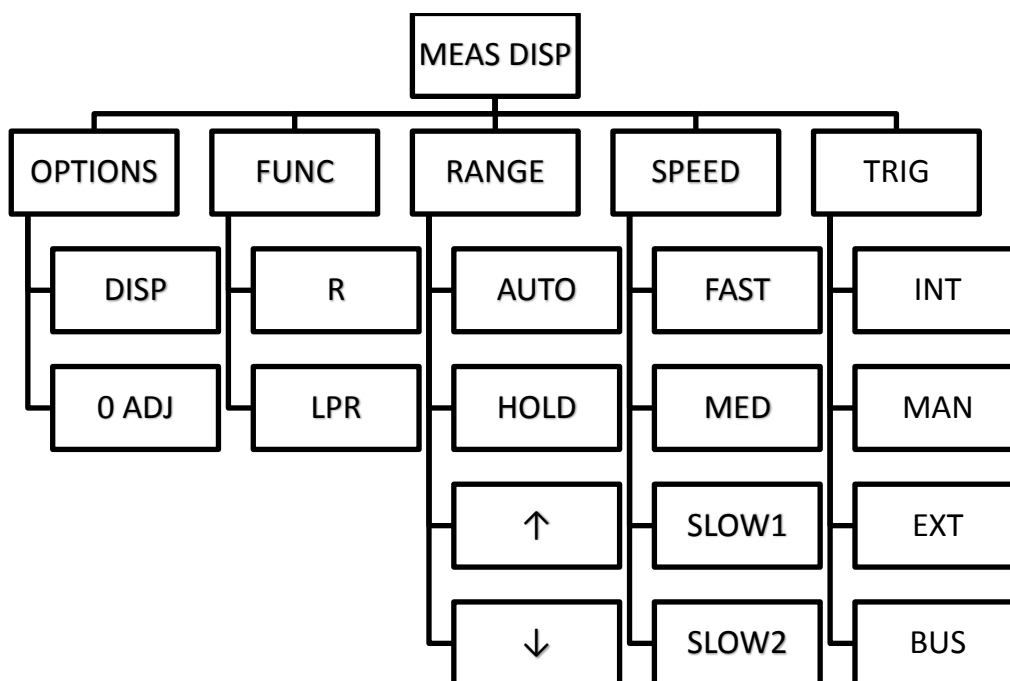 MEAS DISP
OPTIONS
FUNC
RANGE
SPEED
TRIG
DISP
R
AUTO
FAST
INT
0 ADJ
LPR
HOLD
MED
MAN
↑
SLOW1
EXT
↓
SLOW2
BUS